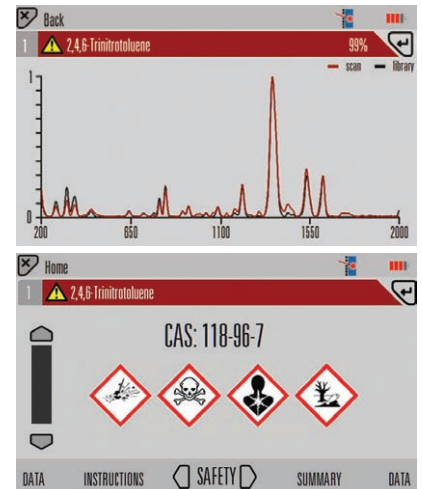 Back
1 2,4,6-Trinitrotoluene 99%
scan library
1
0
200 650 1100 1550 2000
Home
1 2,4,6-Trinitrotoluene
CAS: 118-96-7
DATA INSTRUCTIONS SAFETY SUMMARY DATA